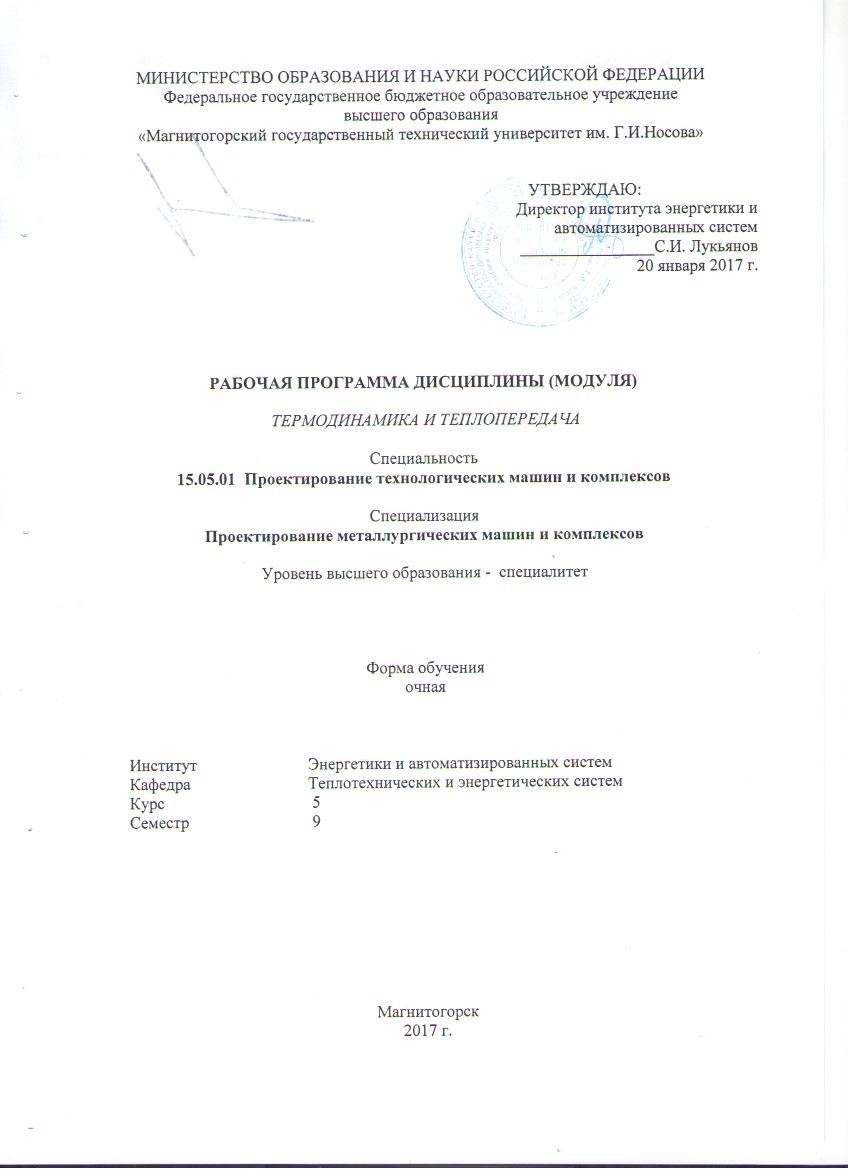 МИНИСТЕРСТВО ОБРАЗОВАНИЯ И НАУКИ РОССИЙСКОЙ ФЕДЕРАЦИИ
Федеральное государственное бюджетное образовательное учреждение
высшего образования
«Магнитогорский государственный технический университет им. Г.И.Носова»
УТВЕРЖДАЮ:
Директор института энергетики и
автоматизированных систем
________________С.И. Лукьянов
20 января 2017 г.
РАБОЧАЯ ПРОГРАММА ДИСЦИПЛИНЫ (МОДУЛЯ)
ТЕРМОДИНАМИКА И ТЕПЛОПЕРЕДАЧА
Специальность
15.05.01 Проектирование технологических машин и комплексов
Специализация
Проектирование металлургических машин и комплексов
Уровень высшего образования - специалитет
Форма обучения
очная
Институт Энергетики и автоматизированных систем
Кафедра Теплотехнических и энергетических систем
Курс 5
Семестр 9
Магнитогорск
2017 г.